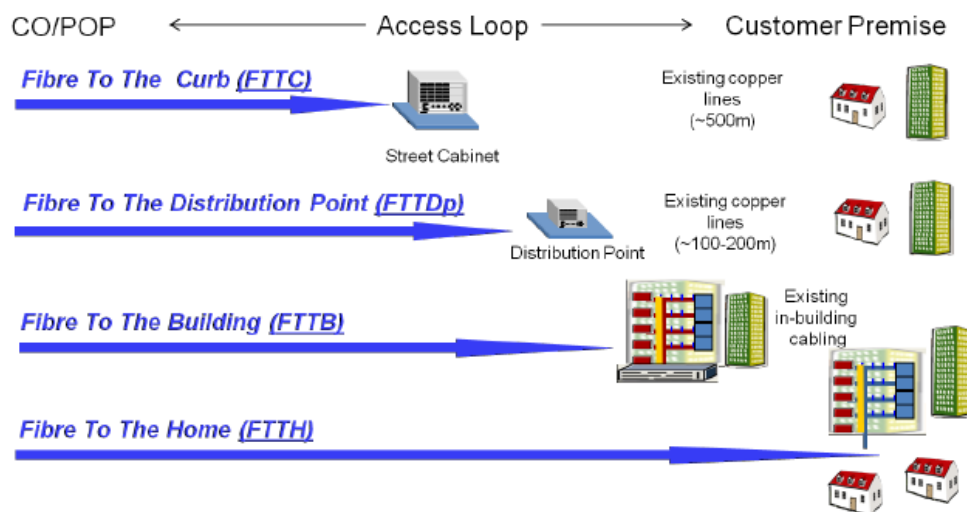 CO/POP
Access Loop
Customer Premise
Fibre To The Curb (FTTC)
Existing copper
lines
(~500m)
Street Cabinet
Fibre To The Distribution Point (FTTDp)
Existing copper
lines
(~100-200m)
Distribution Point
Fibre To The Building (FTTB)
Existing
in-building
cabling
Fibre To The Home (FTTH)